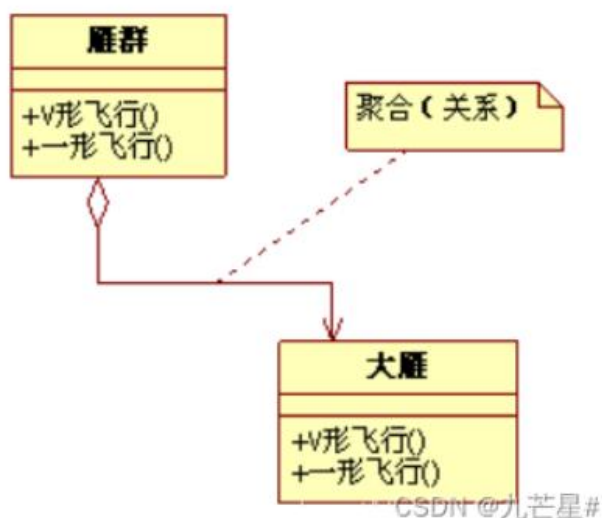 雁群
+V形飞行()
+一形飞行()
聚合（关系）
大雁
+V形飞行()
+一形飞行()
CSDN @九芒星#